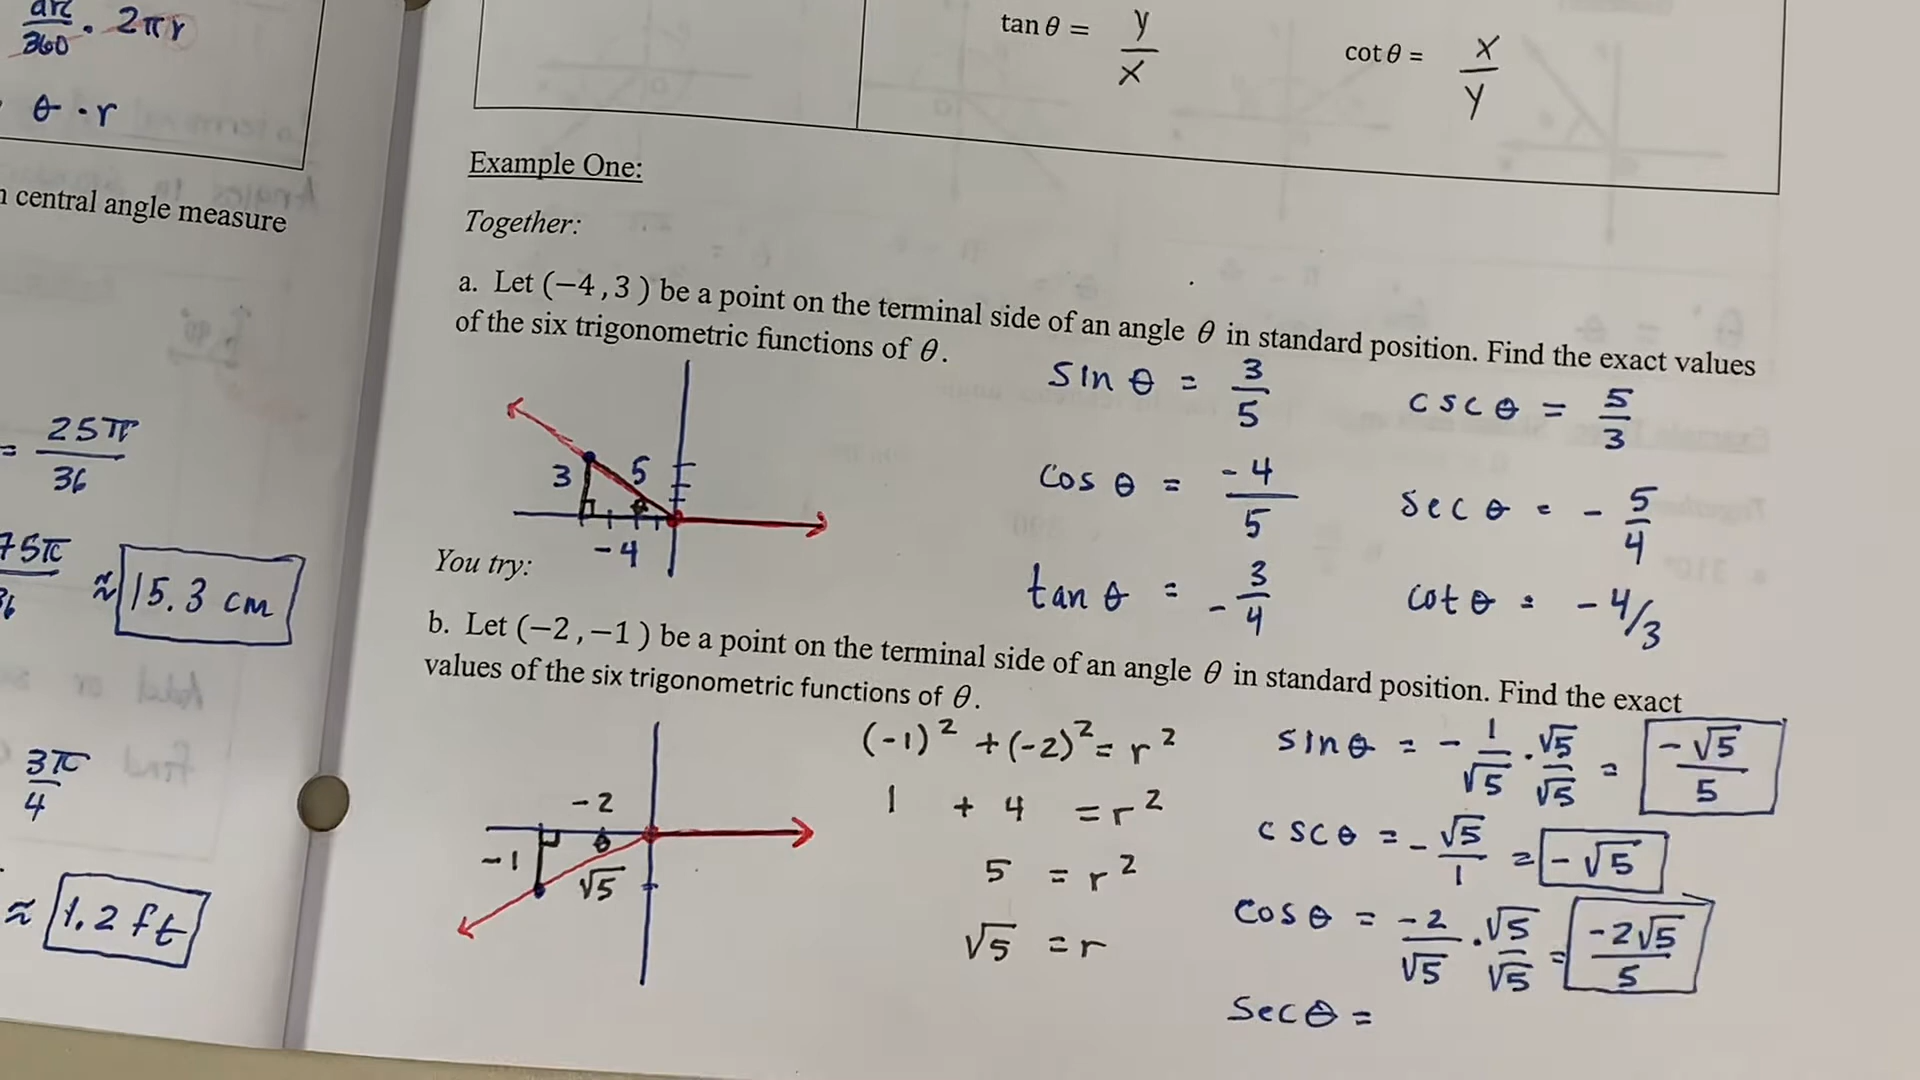 arc/360 · 2πr
θ · r
central angle measure
= 25π/36
75π
≈ 15.3 cm
3π/4
≈ 1.2 ft
tan θ = y/x
cot θ = x/y
Example One:
Together:
a. Let (−4, 3) be a point on the terminal side of an angle θ in standard position. Find the exact values
of the six trigonometric functions of θ.
3 5
-4
sin θ = 3/5
csc θ = 5/3
cos θ = -4/5
sec θ = - 5/4
tan θ = - 3/4
cot θ = - 4/3
You try:
b. Let (−2, −1) be a point on the terminal side of an angle θ in standard position. Find the exact
values of the six trigonometric functions of θ.
-2
-1 θ
√5
(-1)² + (-2)² = r²
1 + 4 = r²
5 = r²
√5 = r
sin θ = - 1/√5 · √5/√5 = -√5/5
csc θ = - √5/1 = -√5
cos θ = -2/√5 · √5/√5 = -2√5/5
sec θ =